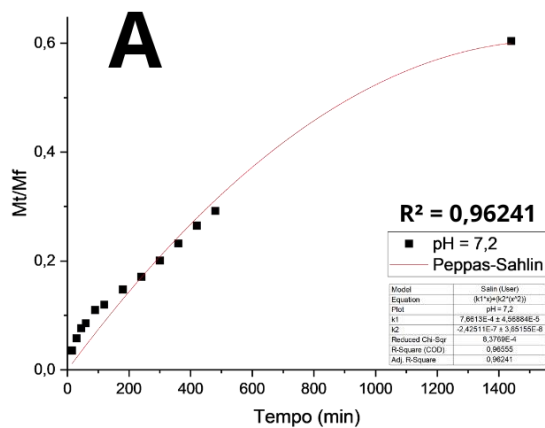 A
0,6
0,4
0,2
0,0
Mt/Mf
R² = 0,96241
pH = 7,2
Peppas-Sahlin
Model Salin (User)
Equation (k1*x)+(k2*(x^2))
Plot pH = 7,2
k1 7,6613E-4 ± 4,56884E-5
k2 -2,42511E-7 ± 3,65155E-8
Reduced Chi-Sqr 8,3769E-4
R-Square (COD) 0,96555
Adj. R-Square 0,96241
0 200 400 600 800 1000 1200 1400
Tempo (min)